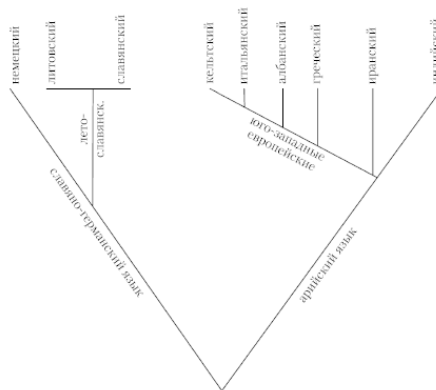 немецкий
литовский
славянский
кельтский
итальянский
албанский
греческий
иранский
лето-
славянск.
юго-западные
европейские
славяно-германский язык
арийский язык